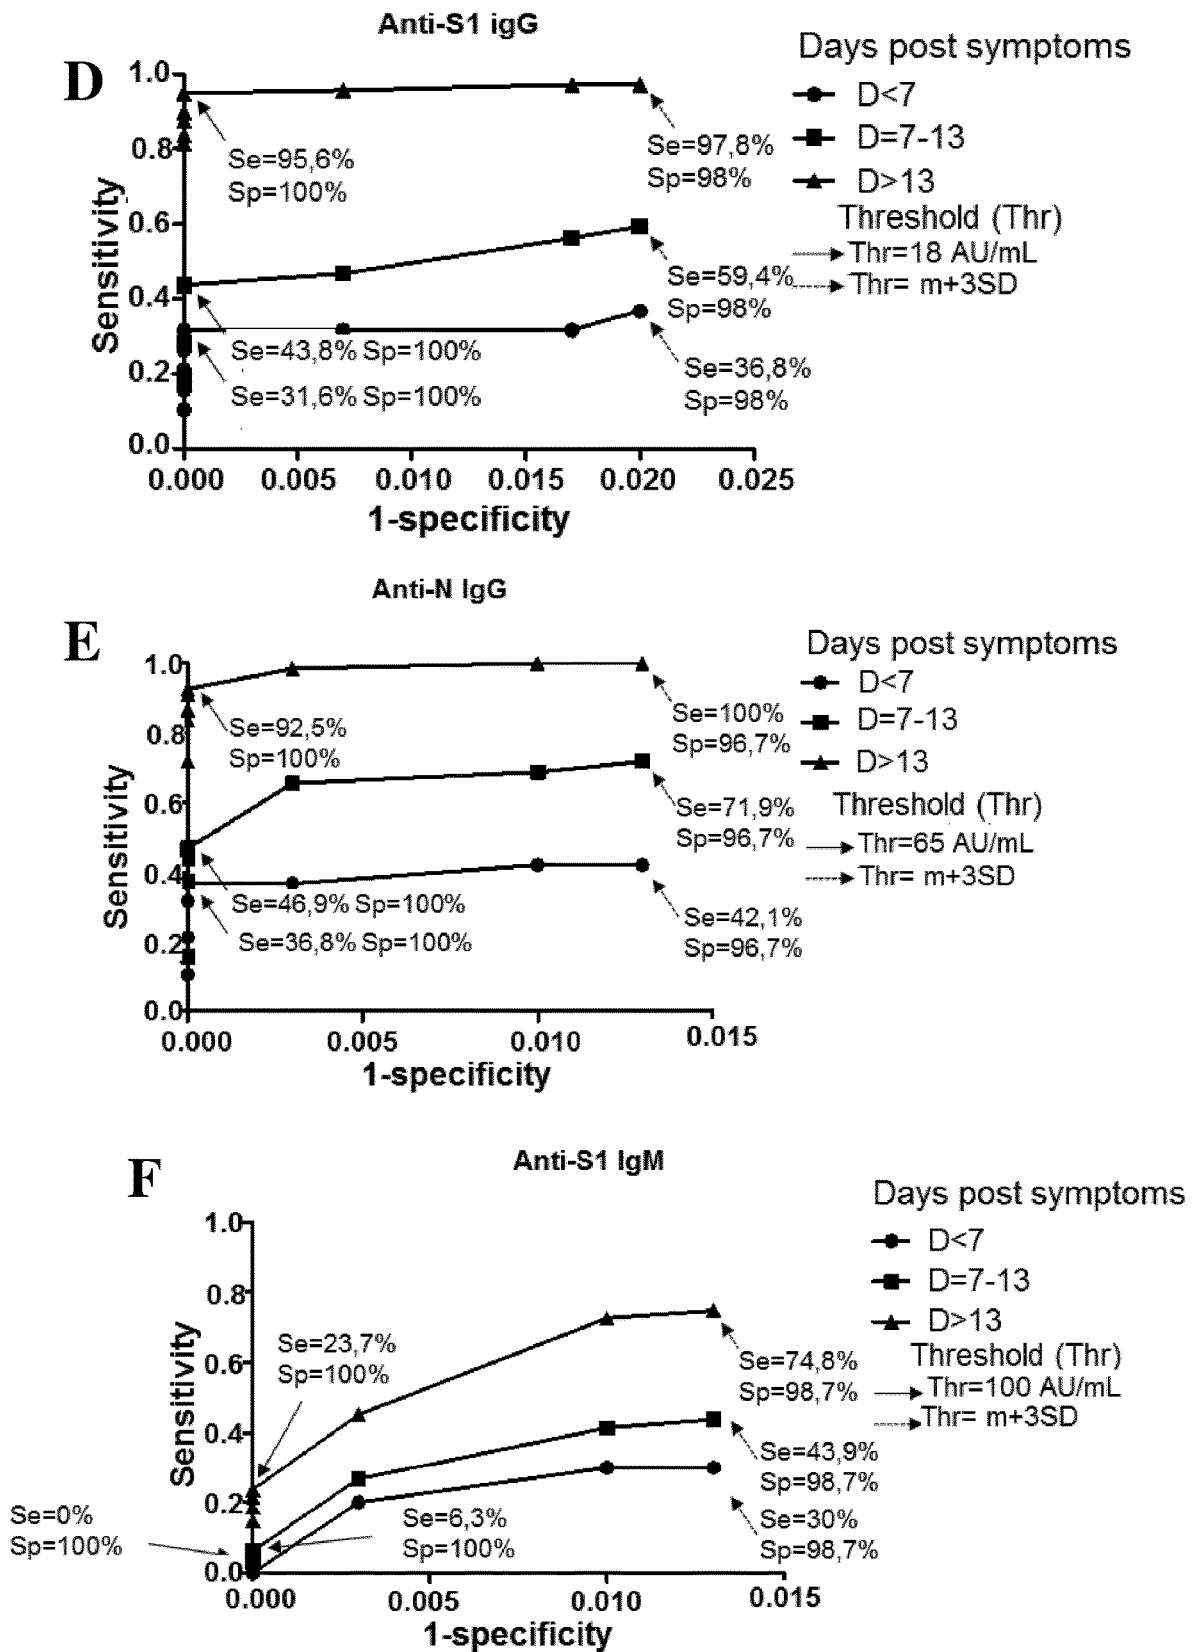 Anti-S1 igG
D
Days post symptoms
D<7
D=7-13
D>13
Threshold (Thr)
Thr=18 AU/mL
Thr= m+3SD
Sensitivity
1.0
0.8
0.6
0.4
0.2
0.0
Se=95,6%
Sp=100%
Se=97,8%
Sp=98%
Se=59,4%
Sp=98%
Se=43,8% Sp=100%
Se=31,6% Sp=100%
Se=36,8%
Sp=98%
0.000 0.005 0.010 0.015 0.020 0.025
1-specificity
Anti-N IgG
E
Days post symptoms
D<7
D=7-13
D>13
Threshold (Thr)
Thr=65 AU/mL
Thr= m+3SD
Sensitivity
1.0
0.8
0.6
0.4
0.2
0.0
Se=92,5%
Sp=100%
Se=100%
Sp=96,7%
Se=71,9%
Sp=96,7%
Se=46,9% Sp=100%
Se=36,8% Sp=100%
Se=42,1%
Sp=96,7%
0.000 0.005 0.010 0.015
1-specificity
Anti-S1 IgM
F
Days post symptoms
D<7
D=7-13
D>13
Threshold (Thr)
Thr=100 AU/mL
Thr= m+3SD
Sensitivity
1.0
0.8
0.6
0.4
0.2
0.0
Se=23,7%
Sp=100%
Se=74,8%
Sp=98,7%
Se=43,9%
Sp=98,7%
Se=0%
Sp=100%
Se=6,3%
Sp=100%
Se=30%
Sp=98,7%
0.000 0.005 0.010 0.015
1-specificity